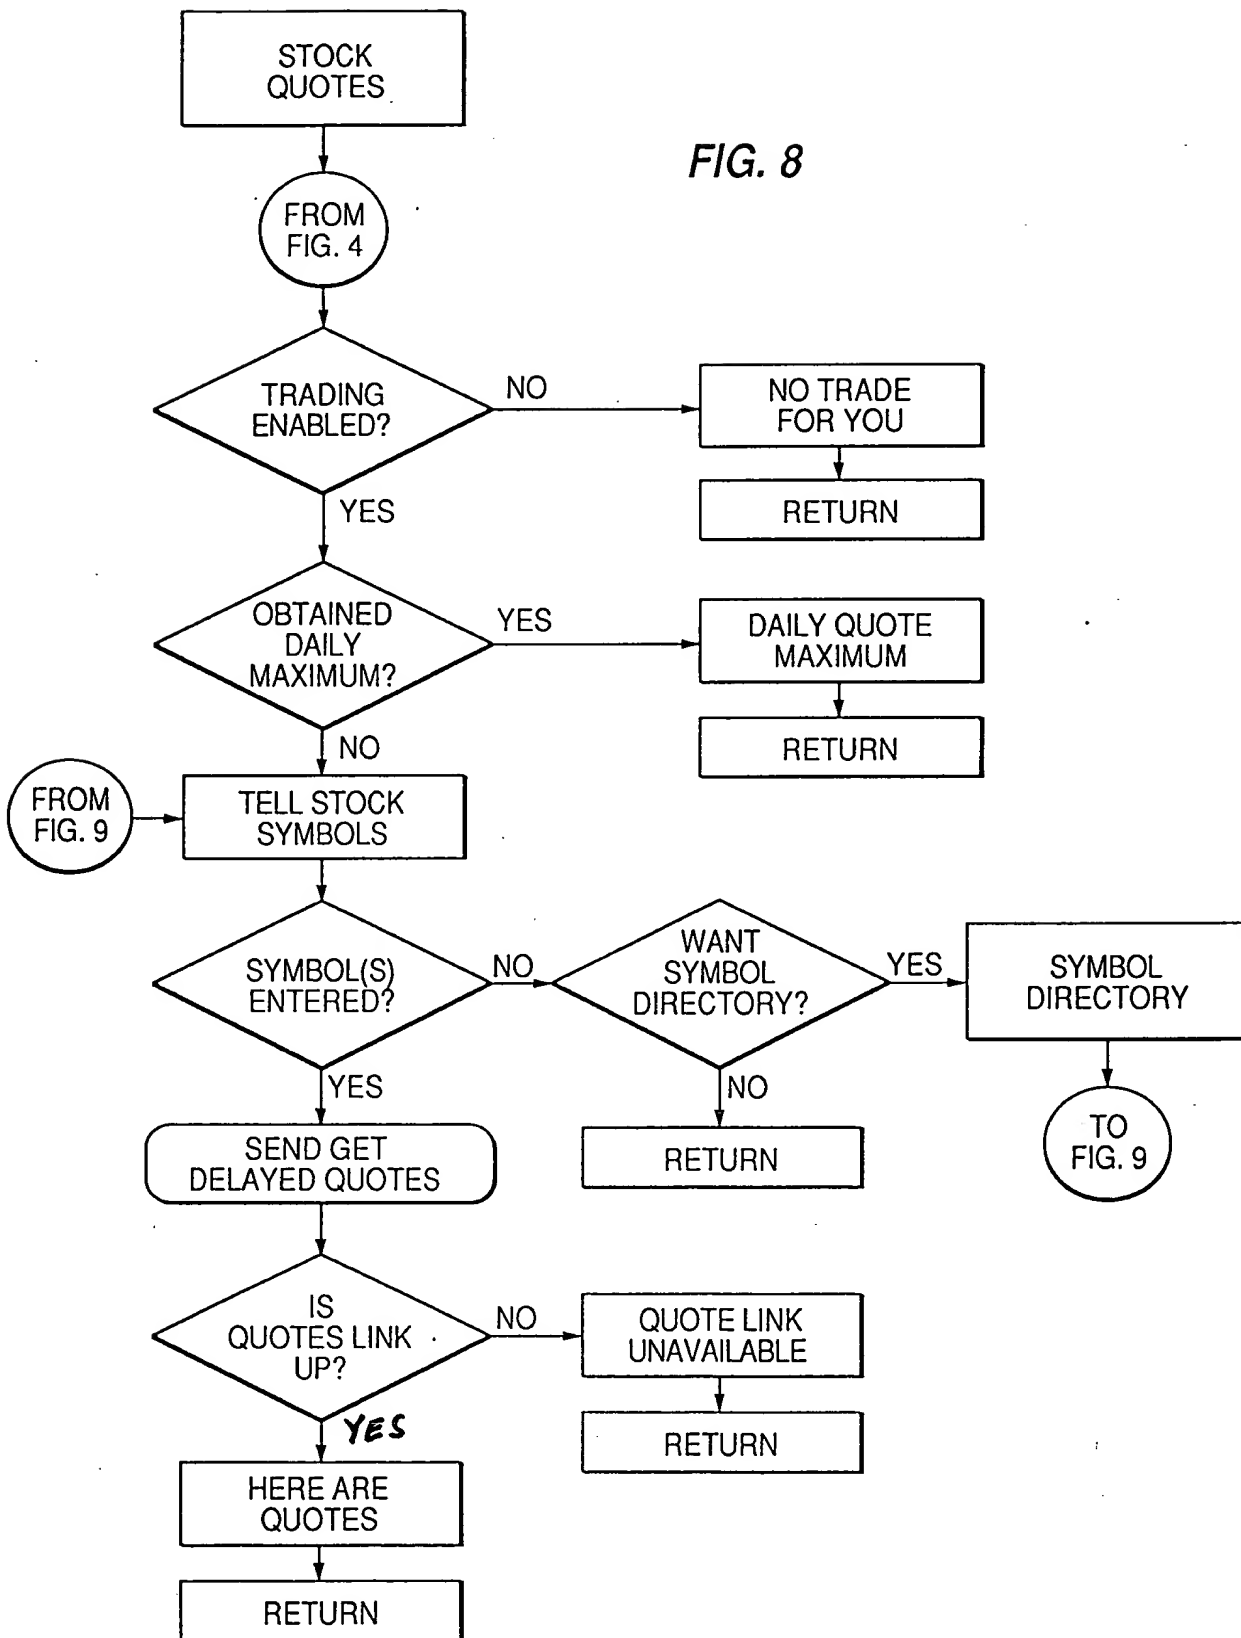 STOCK
QUOTES
FIG. 8
FROM
FIG. 4
TRADING
ENABLED?
NO
NO TRADE
FOR YOU
RETURN
YES
OBTAINED
DAILY
MAXIMUM?
YES
DAILY QUOTE
MAXIMUM
RETURN
NO
FROM
FIG. 9
TELL STOCK
SYMBOLS
SYMBOL(S)
ENTERED?
NO
WANT
SYMBOL
DIRECTORY?
YES
SYMBOL
DIRECTORY
YES
NO
TO
FIG. 9
SEND GET
DELAYED QUOTES
RETURN
IS
QUOTES LINK
UP?
NO
QUOTE LINK
UNAVAILABLE
RETURN
YES
HERE ARE
QUOTES
RETURN